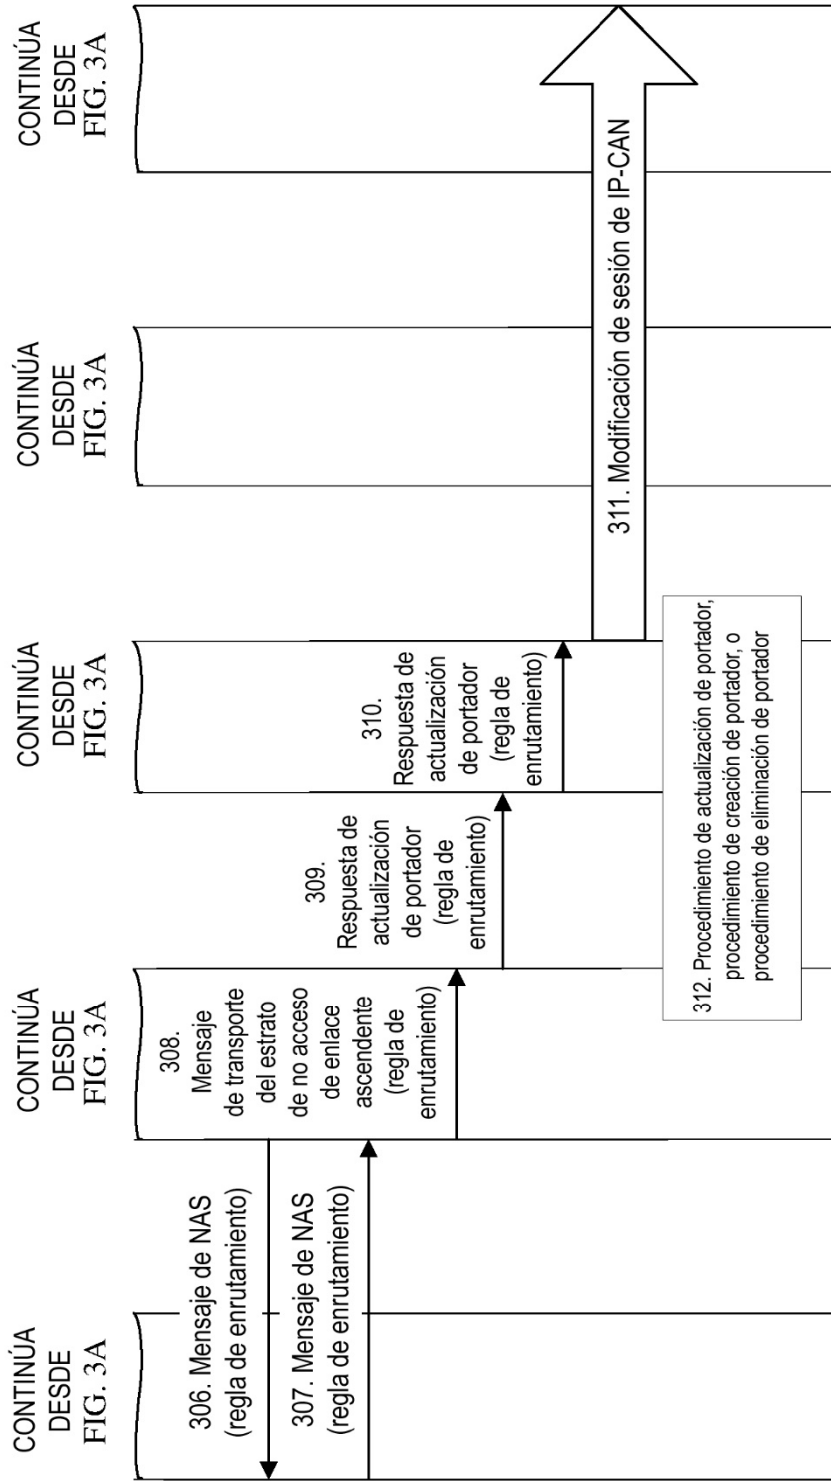 CONTINÚA
DESDE
FIG. 3A
CONTINÚA
DESDE
FIG. 3A
CONTINÚA
DESDE
FIG. 3A
CONTINÚA
DESDE
FIG. 3A
CONTINÚA
DESDE
FIG. 3A
306. Mensaje de NAS
(regla de enrutamiento)
307. Mensaje de NAS
(regla de enrutamiento)
308.
Mensaje
de transporte
del estrato
de no acceso
de enlace
ascendente
(regla de
enrutamiento)
309.
Respuesta de
actualización
de portador
(regla de
enrutamiento)
310.
Respuesta de
actualización
de portador
(regla de
enrutamiento)
311. Modificación de sesión de IP-CAN
312. Procedimiento de actualización de portador,
procedimiento de creación de portador, o
procedimiento de eliminación de portador